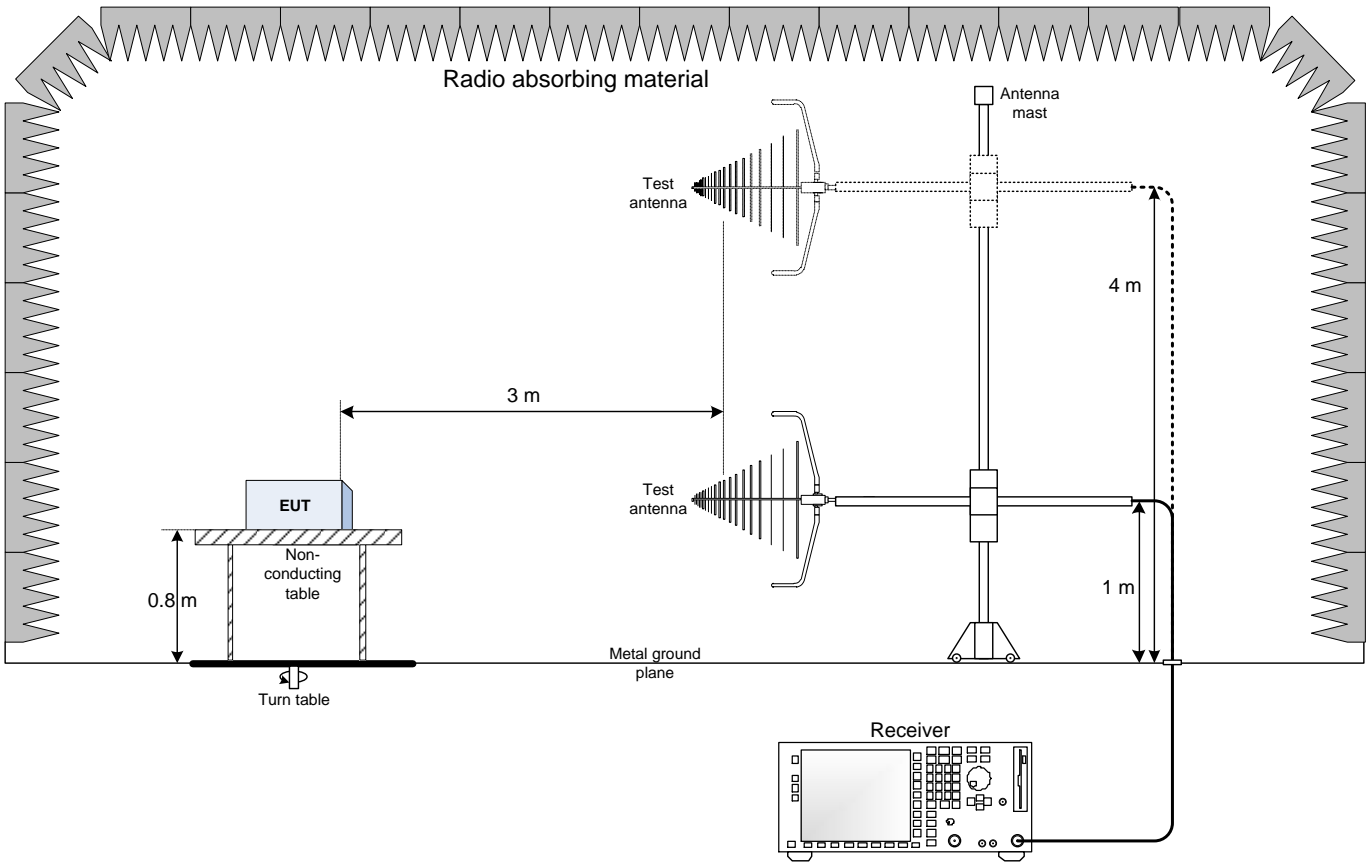 Radio absorbing material
Antenna
mast
Test
antenna
4 m
3 m
Test
antenna
EUT
Non-
conducting
table
0.8 m
1 m
Metal ground
plane
Turn table
Receiver